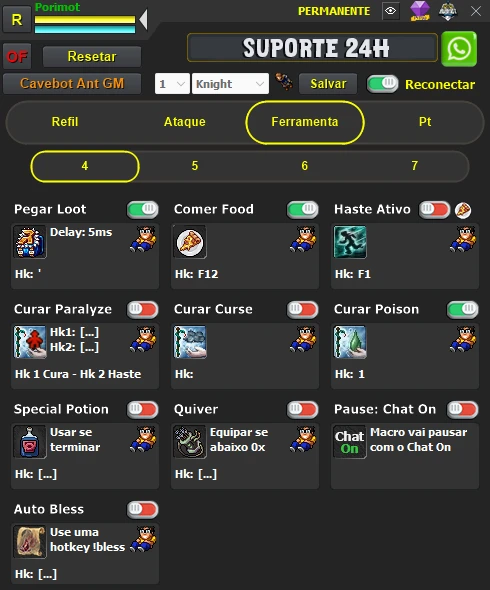 R
Porimot
PERMANENTE
OF
Resetar
SUPORTE 24H
Cavebot Ant GM
1
Knight
Salvar
Reconectar
Refil
Ataque
Ferramenta
Pt
4
5
6
7
Pegar Loot
Comer Food
Haste Ativo
Delay: 5ms
Hk: '
Hk: F12
Hk: F1
Curar Paralyze
Curar Curse
Curar Poison
Hk1: [...]
Hk2: [...]
Hk 1 Cura - Hk 2 Haste
Hk:
Hk: 1
Special Potion
Quiver
Pause: Chat On
Usar se
terminar
Hk: [...]
Equipar se
abaixo 0x
Hk: [...]
Chat
On
Macro vai pausar
com o Chat On
Auto Bless
Use uma
hotkey !bless
Hk: [...]